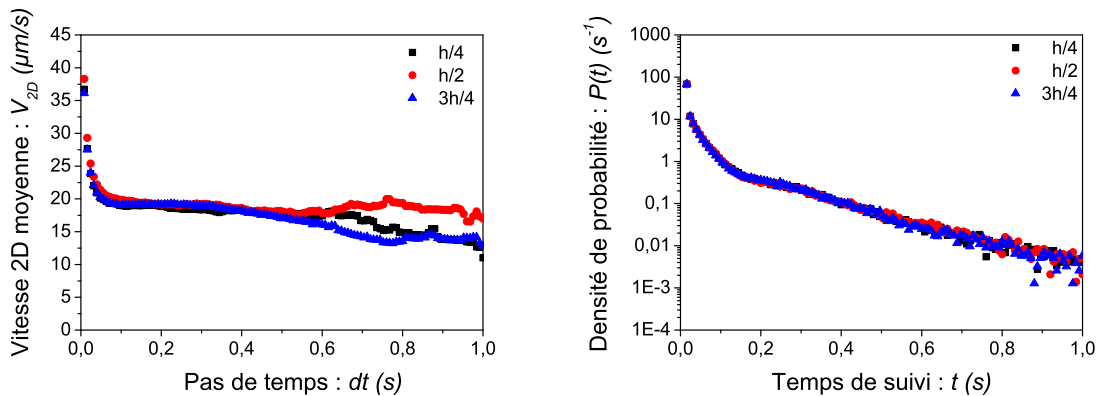 Vitesse 2D moyenne : V2D (µm/s)
45
40
35
30
25
20
15
10
5
0
h/4
h/2
3h/4
0,0 0,2 0,4 0,6 0,8 1,0
Pas de temps : dt (s)
Densité de probabilité : P(t) (s-1)
1000
100
10
1
0,1
0,01
1E-3
1E-4
h/4
h/2
3h/4
0,0 0,2 0,4 0,6 0,8 1,0
Temps de suivi : t (s)